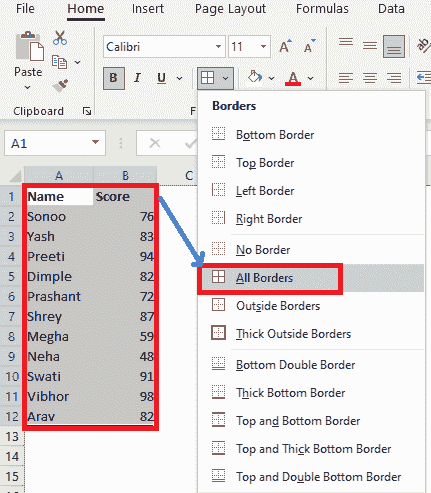 File Home Insert Page Layout Formulas Data
Paste
Calibri 11 A A
B I U A
Clipboard F
A1
Borders
Bottom Border
Top Border
Left Border
Right Border
No Border
All Borders
Outside Borders
Thick Outside Borders
Bottom Double Border
Thick Bottom Border
Top and Bottom Border
Top and Thick Bottom Border
Top and Double Bottom Border
A B C
1 Name Score
2 Sonoo 76
3 Yash 83
4 Preeti 94
5 Dimple 82
6 Prashant 72
7 Shrey 87
8 Megha 59
9 Neha 48
10 Swati 91
11 Vibhor 98
12 Arav 82
13
14
15